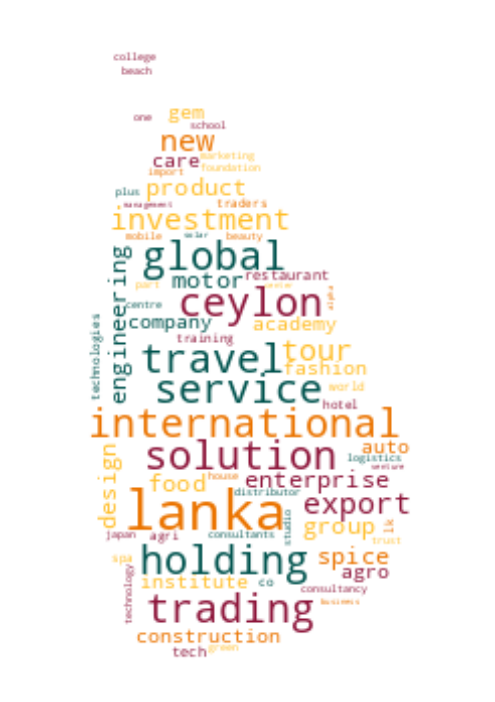 college
beach
one
gem
school
new
care
marketing
import
foundation
plus
product
management
traders
investment
mobile
solar
beauty
global
engineering
motor
restaurant
part
ceylon
alpha
centre
company
academy
technologies
training
travel
tour
fashion
service
world
hotel
international
solution
auto
logistics
venture
design
food
house
enterprise
distributor
lanka
export
group
lk
studio
japan
agri
consultants
trust
holding
spice
spa
institute
co
agro
technology
consultancy
trading
business
construction
tech
green